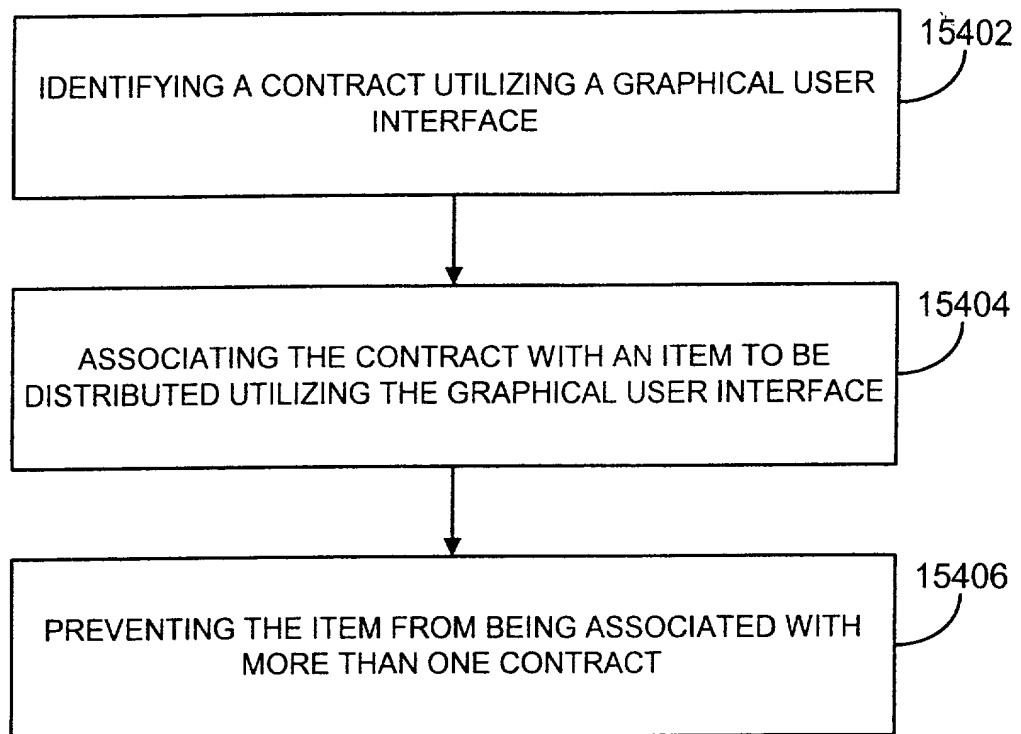 15402
IDENTIFYING A CONTRACT UTILIZING A GRAPHICAL USER
INTERFACE
15404
ASSOCIATING THE CONTRACT WITH AN ITEM TO BE
DISTRIBUTED UTILIZING THE GRAPHICAL USER INTERFACE
15406
PREVENTING THE ITEM FROM BEING ASSOCIATED WITH
MORE THAN ONE CONTRACT